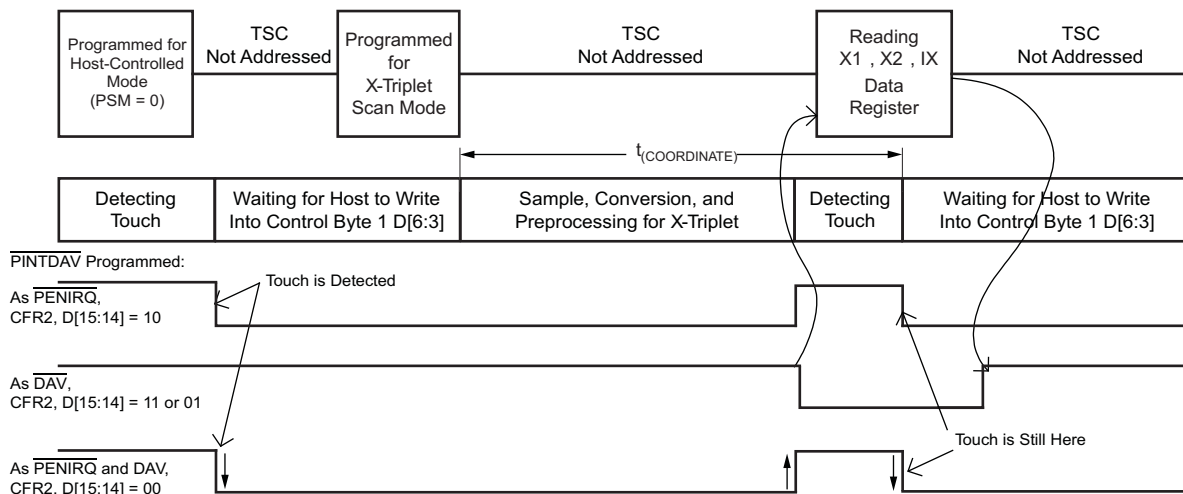 Programmed for
Host-Controlled
Mode
(PSM = 0)
TSC
Not Addressed
Programmed
for
X-Triplet
Scan Mode
TSC
Not Addressed
Reading
X1 , X2 , IX
Data
Register
TSC
Not Addressed
t(COORDINATE)
Detecting
Touch
Waiting for Host to Write
Into Control Byte 1 D[6:3]
Sample, Conversion, and
Preprocessing for X-Triplet
Detecting
Touch
Waiting for Host to Write
Into Control Byte 1 D[6:3]
PINTDAV Programmed:
Touch is Detected
As PENIRQ,
CFR2, D[15:14] = 10
As DAV,
CFR2, D[15:14] = 11 or 01
Touch is Still Here
As PENIRQ and DAV,
CFR2, D[15:14] = 00